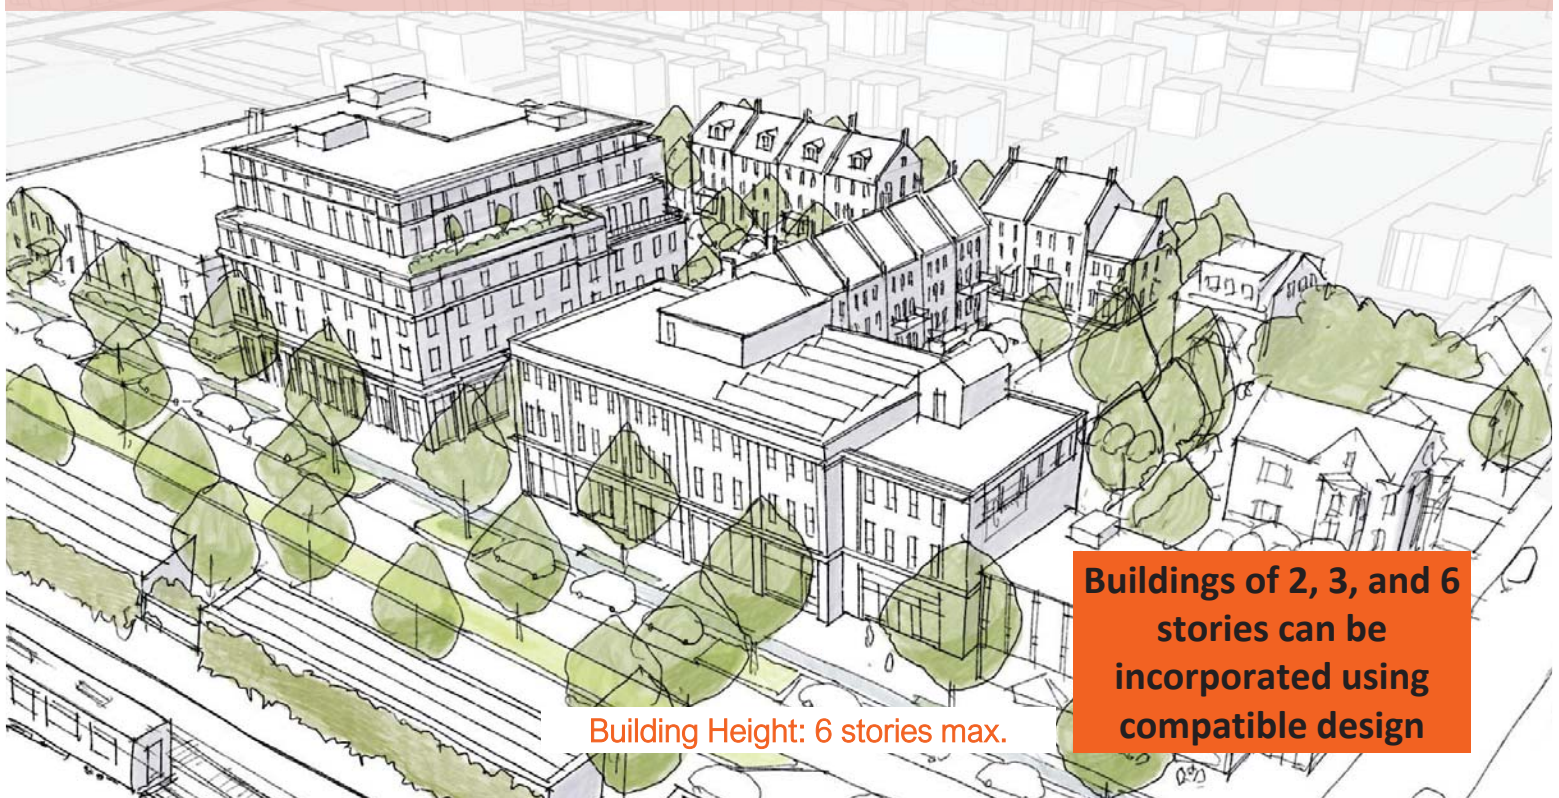 Buildings of 2, 3, and 6
stories can be
incorporated using
compatible design
Building Height: 6 stories max.